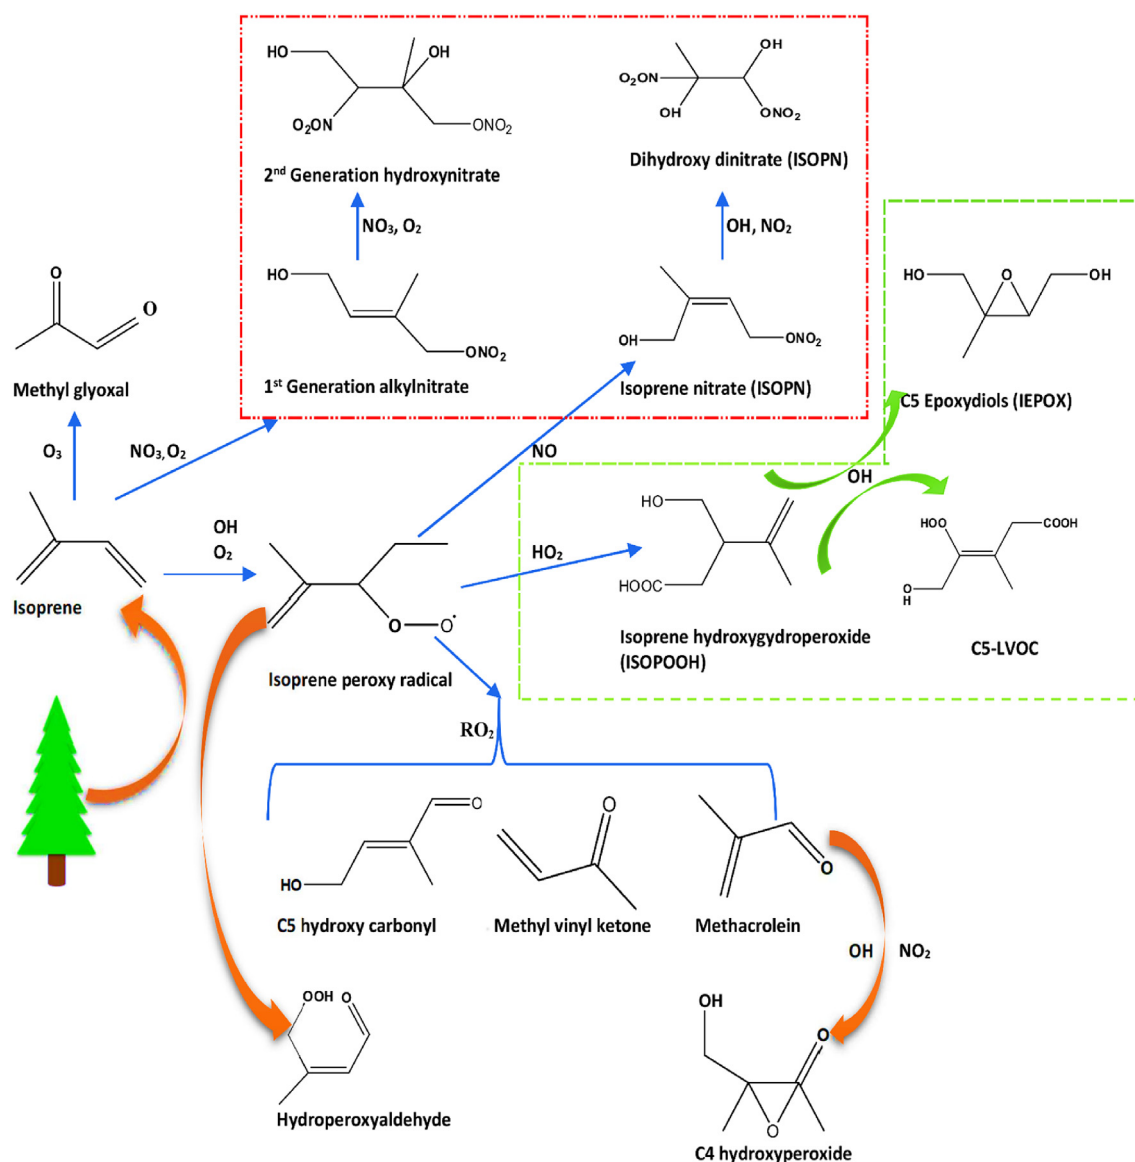 HO
OH
O₂ON
ONO₂
2nd Generation hydroxynitrate
OH
O₂ON
OH
ONO₂
Dihydroxy dinitrate (ISOPN)
NO₃, O₂
OH, NO₂
HO
ONO₂
1st Generation alkylnitrate
OH
ONO₂
Isoprene nitrate (ISOPN)
HO
O
OH
C5 Epoxydiols (IEPOX)
O
O
Methyl glyoxal
O₃
NO₃,O₂
NO
OH
OH
O₂
Isoprene
O
O·
Isoprene peroxy radical
HO₂
HO
HOOC
Isoprene hydroxygydroperoxide
(ISOPOOH)
HOO
COOH
O
H
C5-LVOC
RO₂
O
HO
C5 hydroxy carbonyl
O
Methyl vinyl ketone
O
Methacrolein
OH
NO₂
OOH
O
Hydroperoxyaldehyde
OH
O
O
C4 hydroxyperoxide